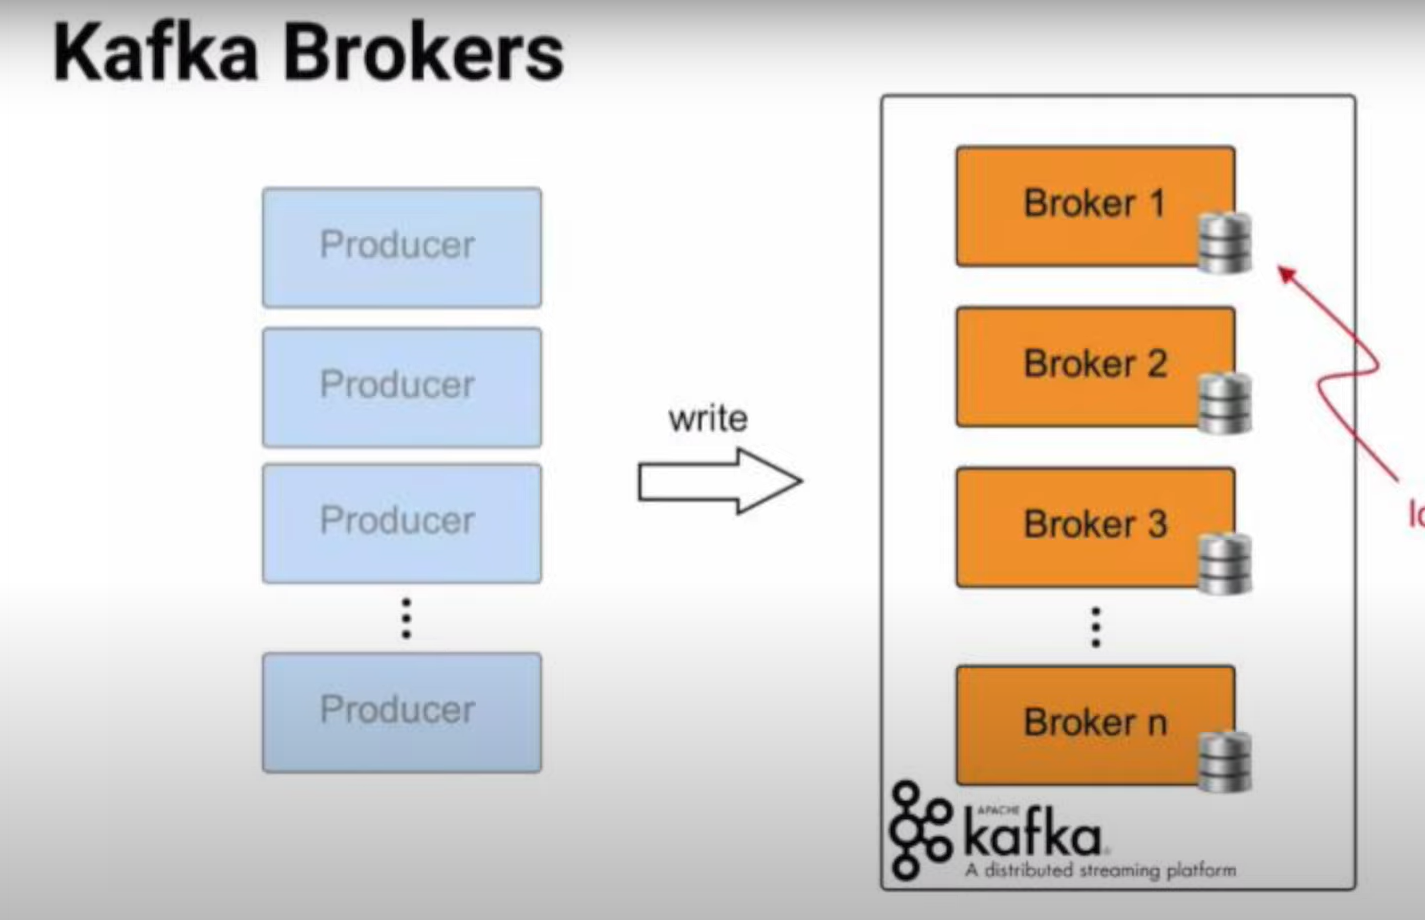 Kafka Brokers
Producer
Producer
Producer
Producer
write
Broker 1
Broker 2
Broker 3
Broker n
APACHE
kafka
A distributed streaming platform